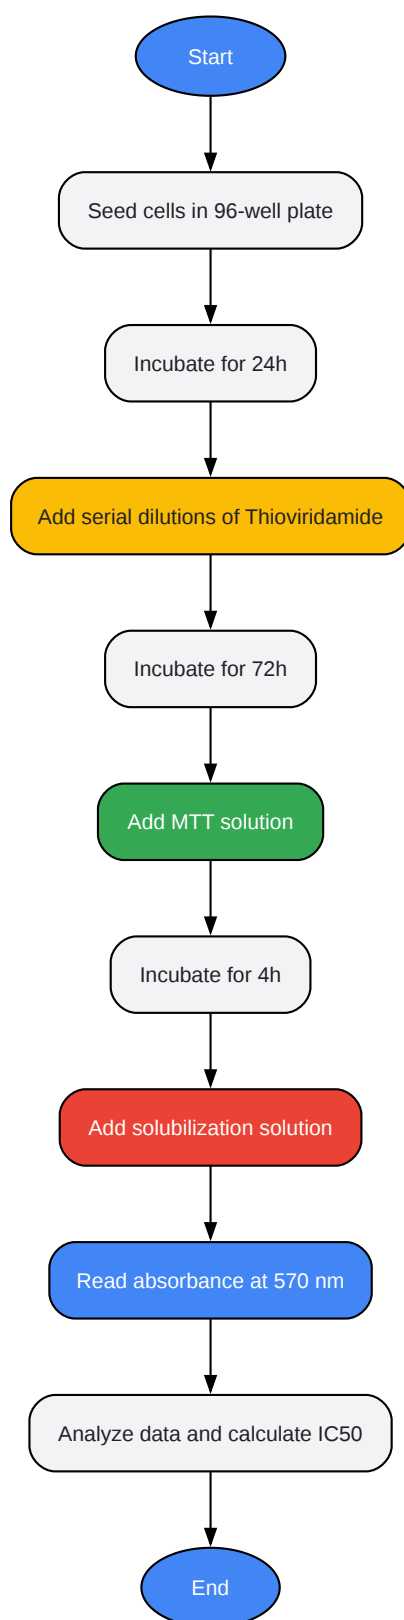 Start
Seed cells in 96-well plate
Incubate for 24h
Add serial dilutions of Thioviridamide
Incubate for 72h
Add MTT solution
Incubate for 4h
Add solubilization solution
Read absorbance at 570 nm
Analyze data and calculate IC50
End